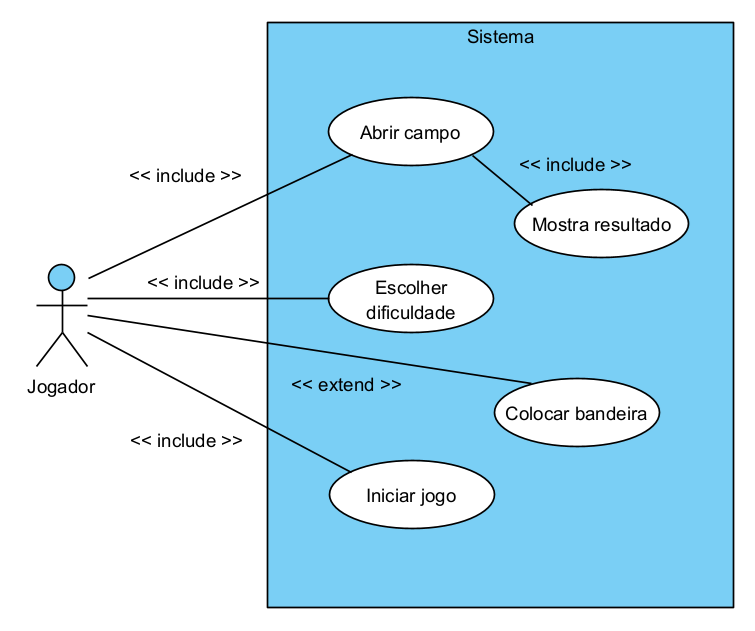 Sistema
Abrir campo
<< include >>
<< include >>
Mostra resultado
<< include >>
Escolher
dificuldade
Jogador
<< extend >>
Colocar bandeira
<< include >>
Iniciar jogo